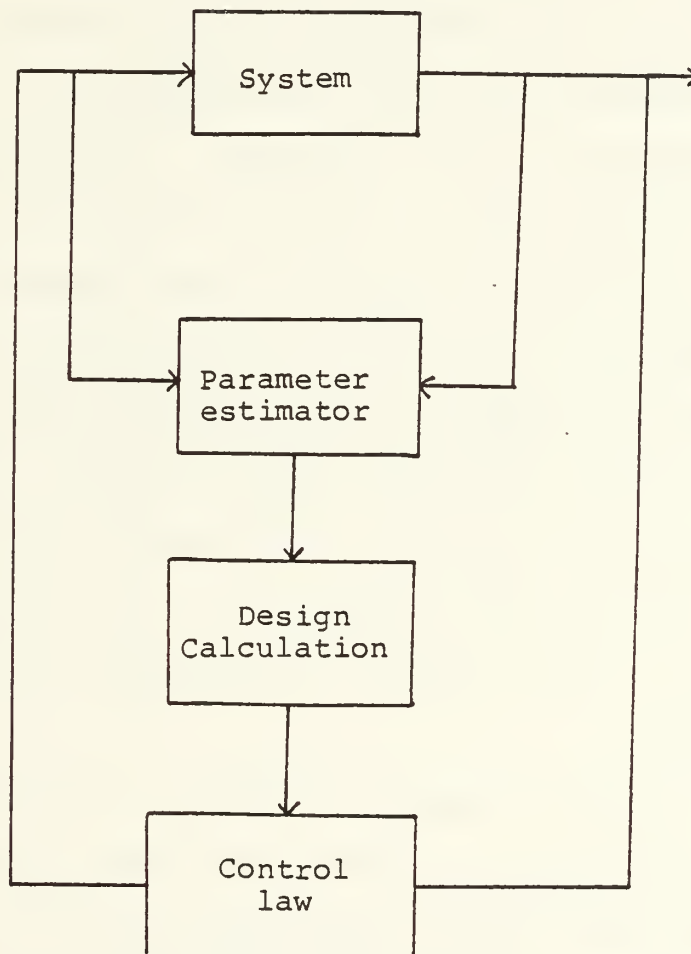 System
Parameter
estimator
Design
Calculation
Control
law